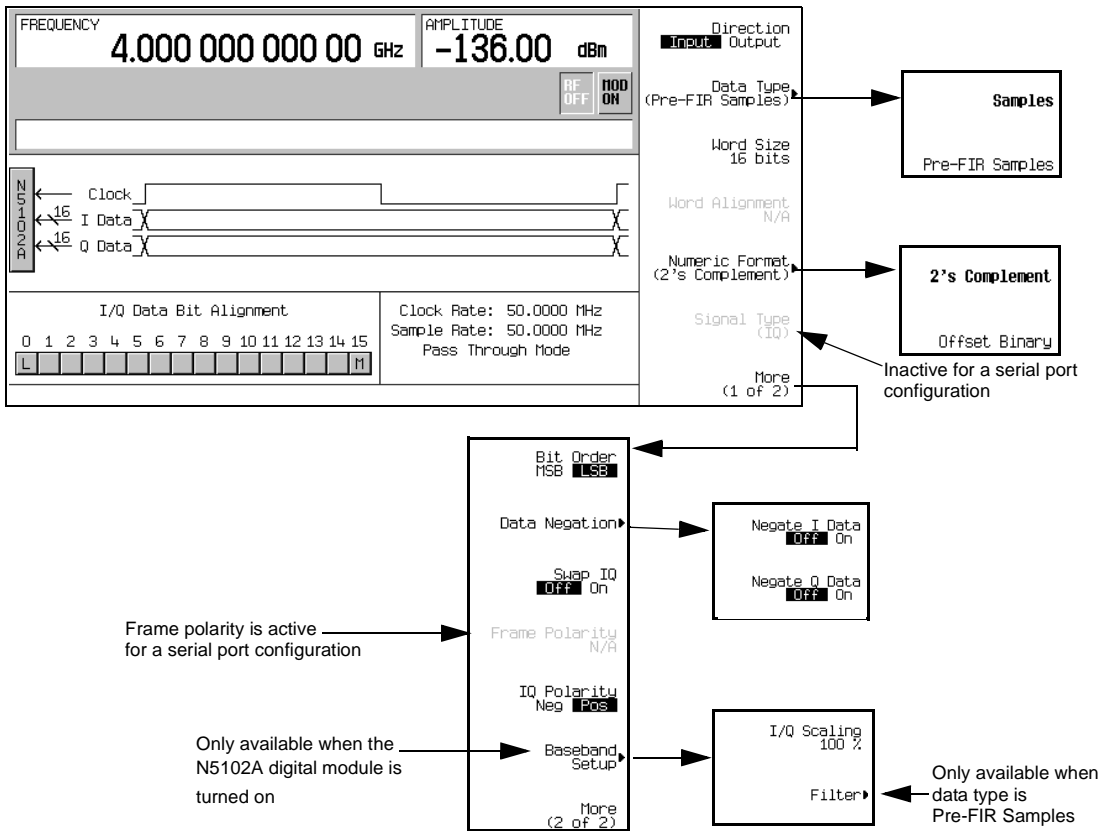 FREQUENCY
4.000 000 000 00 GHz
AMPLITUDE
-136.00 dBm
RF OFF
MOD ON
N5102A
Clock
16 I Data
16 Q Data
I/Q Data Bit Alignment
0 1 2 3 4 5 6 7 8 9 10 11 12 13 14 15
L M
Clock Rate: 50.0000 MHz
Sample Rate: 50.0000 MHz
Pass Through Mode
Direction
Input Output
Data Type
(Pre-FIR Samples)
Word Size
16 bits
Word Alignment
N/A
Numeric Format
(2's Complement)
Signal Type
(IQ)
More
(1 of 2)
Samples
Pre-FIR Samples
2's Complement
Offset Binary
Inactive for a serial port
configuration
Bit Order
MSB LSB
Data Negation
Swap IQ
Off On
Frame Polarity
N/A
IQ Polarity
Neg Pos
Baseband
Setup
More
(2 of 2)
Negate I Data
Off On
Negate Q Data
Off On
Frame polarity is active
for a serial port configuration
Only available when the
N5102A digital module is
turned on
I/Q Scaling
100 %
Filter
Only available when
data type is
Pre-FIR Samples